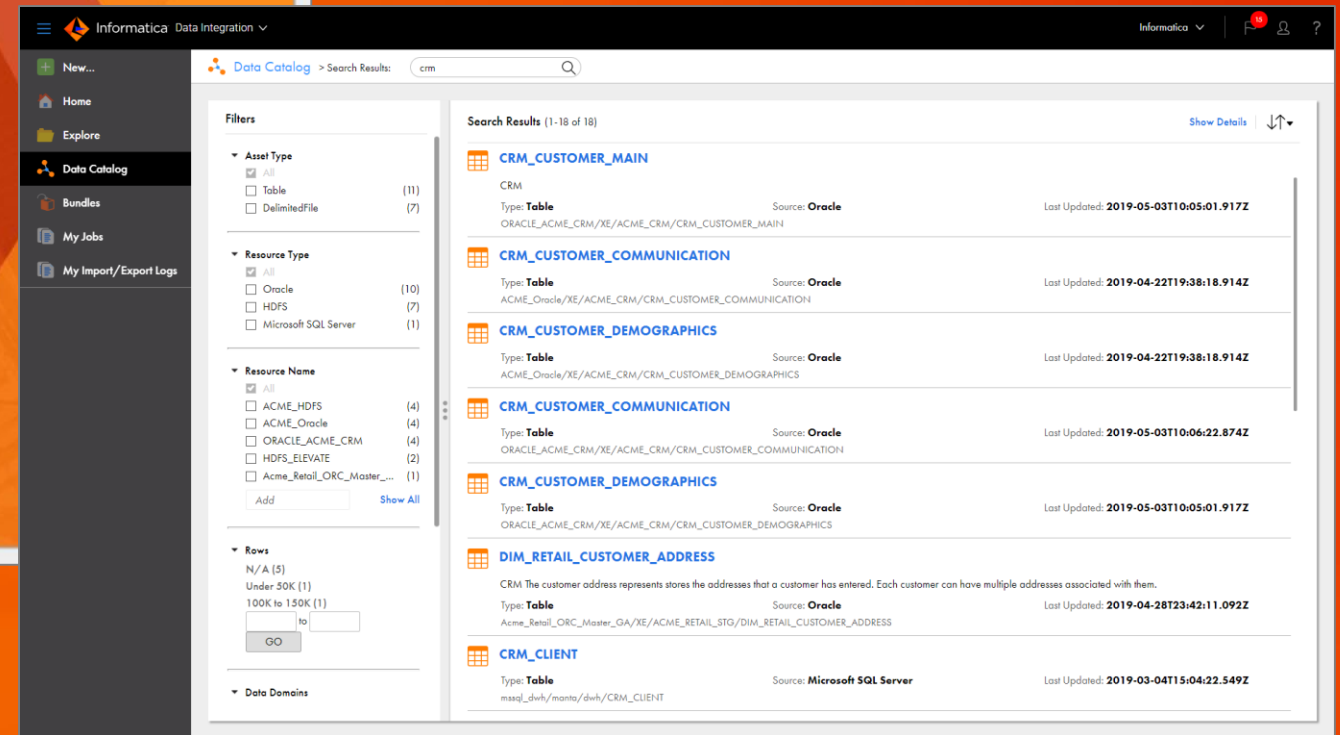 Informatica Data Integration
Informatica
?
New...
Home
Explore
Data Catalog
Bundles
My Jobs
My Import/Export Logs
Data Catalog > Search Results: crm
Filters
Asset Type
All
Table (11)
DelimitedFile (7)
Resource Type
All
Oracle (10)
HDFS (7)
Microsoft SQL Server (1)
Resource Name
All
ACME_HDFS (4)
ACME_Oracle (4)
ORACLE_ACME_CRM (4)
HDFS_ELEVATE (2)
Acme_Retail_ORC_Master_... (1)
Add Show All
Rows
N/A (5)
Under 50K (1)
100K to 150K (1)
to
GO
Data Domains
Search Results (1-18 of 18) Show Details
CRM_CUSTOMER_MAIN
CRM
Type: Table Source: Oracle Last Updated: 2019-05-03T10:05:01.917Z
ORACLE_ACME_CRM/XE/ACME_CRM/CRM_CUSTOMER_MAIN
CRM_CUSTOMER_COMMUNICATION
Type: Table Source: Oracle Last Updated: 2019-04-22T19:38:18.914Z
ACME_Oracle/XE/ACME_CRM/CRM_CUSTOMER_COMMUNICATION
CRM_CUSTOMER_DEMOGRAPHICS
Type: Table Source: Oracle Last Updated: 2019-04-22T19:38:18.914Z
ACME_Oracle/XE/ACME_CRM/CRM_CUSTOMER_DEMOGRAPHICS
CRM_CUSTOMER_COMMUNICATION
Type: Table Source: Oracle Last Updated: 2019-05-03T10:06:22.874Z
ORACLE_ACME_CRM/XE/ACME_CRM/CRM_CUSTOMER_COMMUNICATION
CRM_CUSTOMER_DEMOGRAPHICS
Type: Table Source: Oracle Last Updated: 2019-05-03T10:05:01.917Z
ORACLE_ACME_CRM/XE/ACME_CRM/CRM_CUSTOMER_DEMOGRAPHICS
DIM_RETAIL_CUSTOMER_ADDRESS
CRM The customer address represents stores the addresses that a customer has entered. Each customer can have multiple addresses associated with them.
Type: Table Source: Oracle Last Updated: 2019-04-28T23:42:11.092Z
Acme_Retail_ORC_Master_GA/XE/ACME_RETAIL_STG/DIM_RETAIL_CUSTOMER_ADDRESS
CRM_CLIENT
Type: Table Source: Microsoft SQL Server Last Updated: 2019-03-04T15:04:22.549Z
mssql_dwh/manta/dwh/CRM_CLIENT